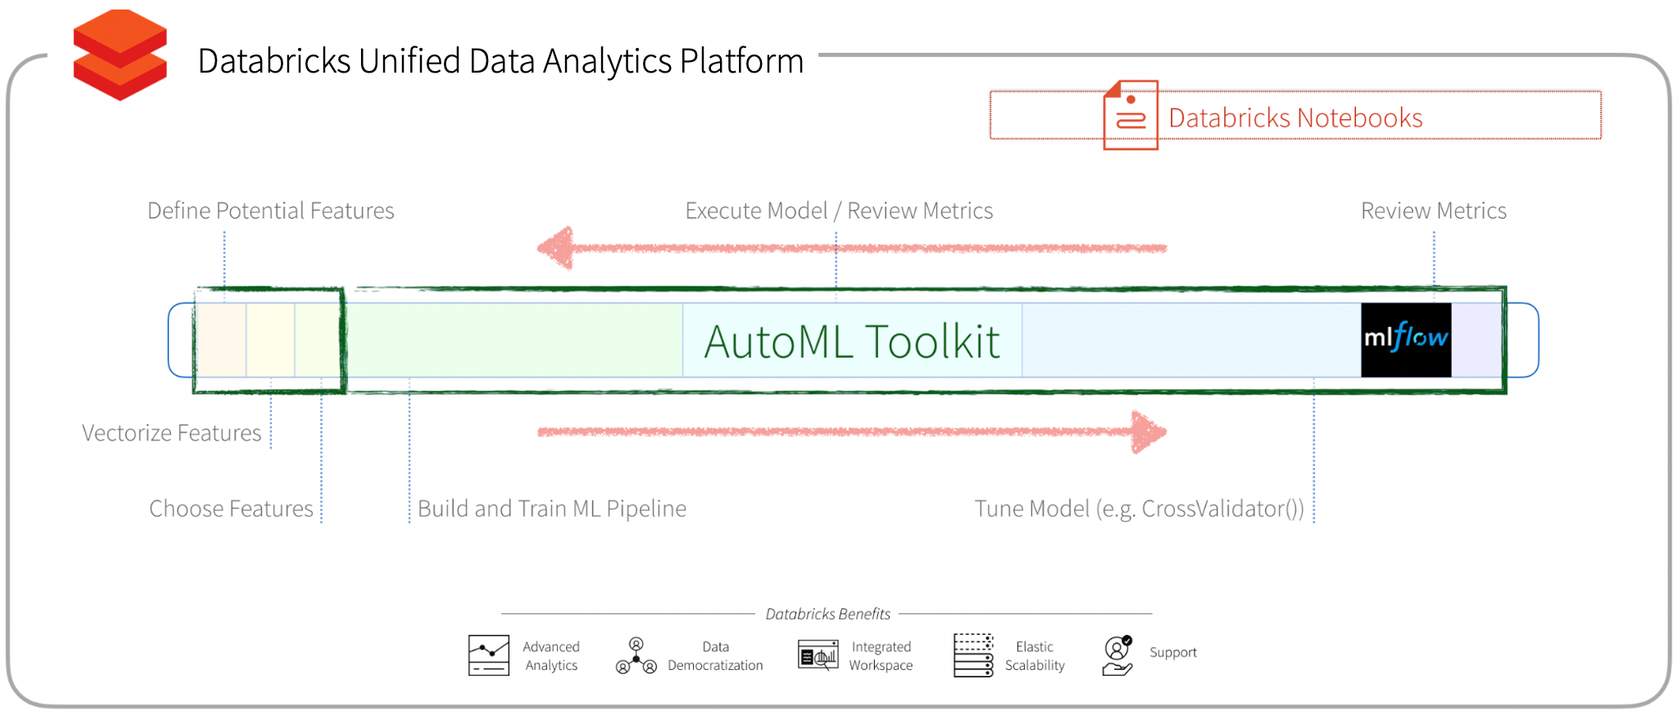 Databricks Unified Data Analytics Platform
Databricks Notebooks
Define Potential Features
Execute Model / Review Metrics
Review Metrics
AutoML Toolkit
mlflow
Vectorize Features
Choose Features
Build and Train ML Pipeline
Tune Model (e.g. CrossValidator())
Databricks Benefits
Advanced
Analytics
Data
Democratization
Integrated
Workspace
Elastic
Scalability
Support